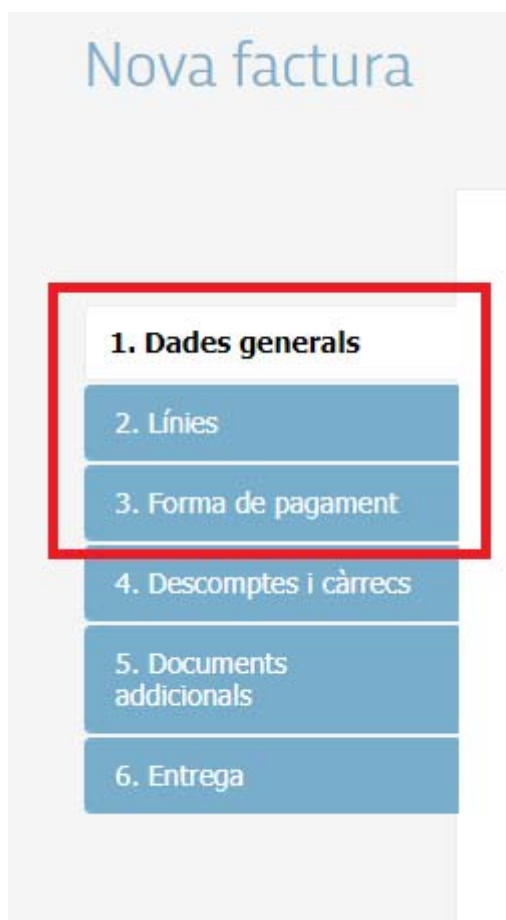 Nova factura
1. Dades generals
2. Línies
3. Forma de pagament
4. Descomptes i càrrecs
5. Documents
addicionals
6. Entrega